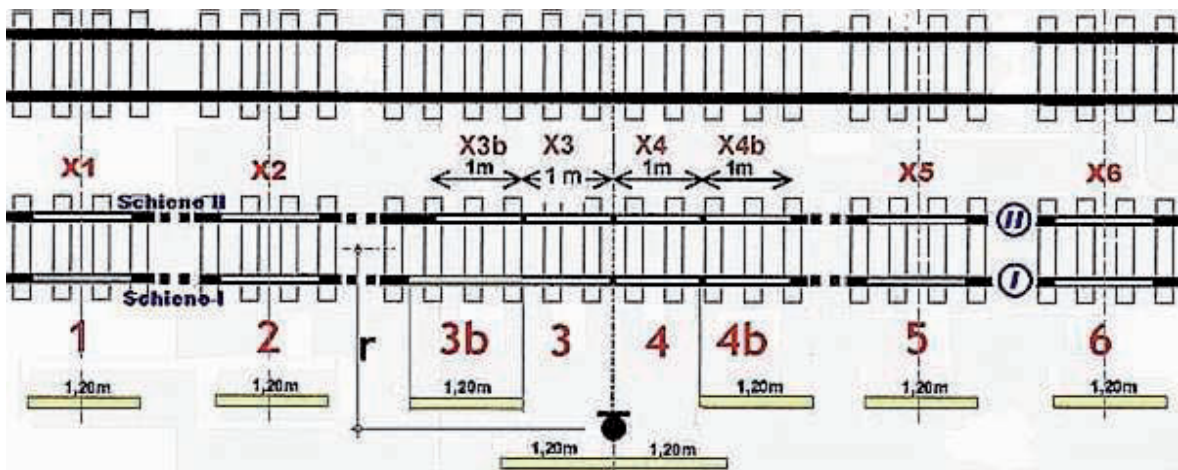 X3b X3 X4 X4b
X1 X2 1m 1m 1m 1m X5 X6
Schiene II
II
Schiene I
I
1 2 r 3b 3 4 4b 5 6
1,20m 1,20m 1,20m 1,20m 1,20m 1,20m
1,20m 1,20m